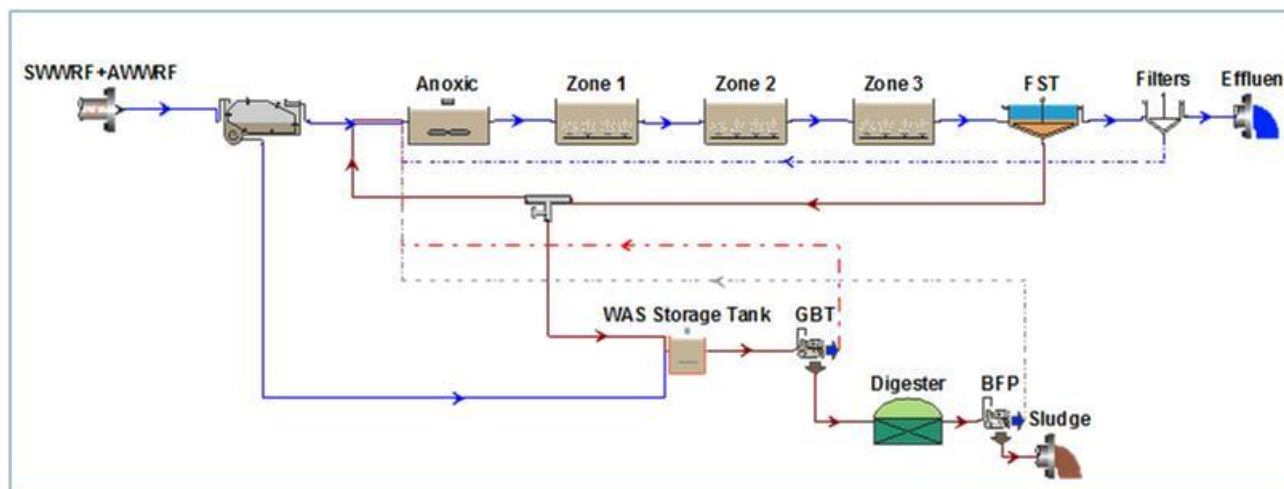 SWWRF+AWWRF
Anoxic
Zone 1
Zone 2
Zone 3
FST
Filters
Effluen
WAS Storage Tank
GBT
Digester
BFP
Sludge